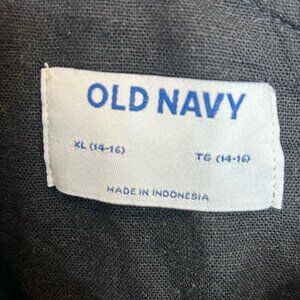 OLD NAVY
XL (14-16) TG (14-16)
MADE IN INDONESIA